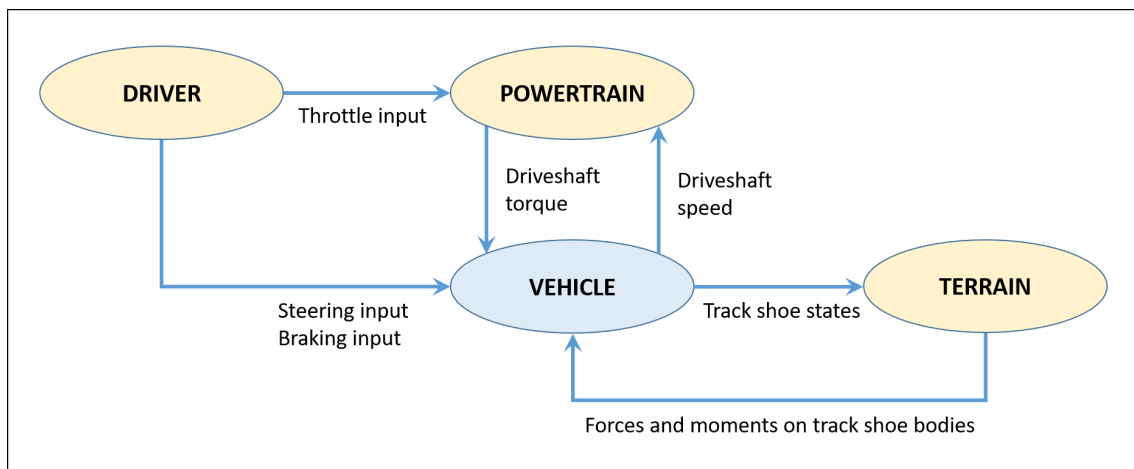 DRIVER
POWERTRAIN
Throttle input
Driveshaft
torque
Driveshaft
speed
VEHICLE
TERRAIN
Steering input
Braking input
Track shoe states
Forces and moments on track shoe bodies